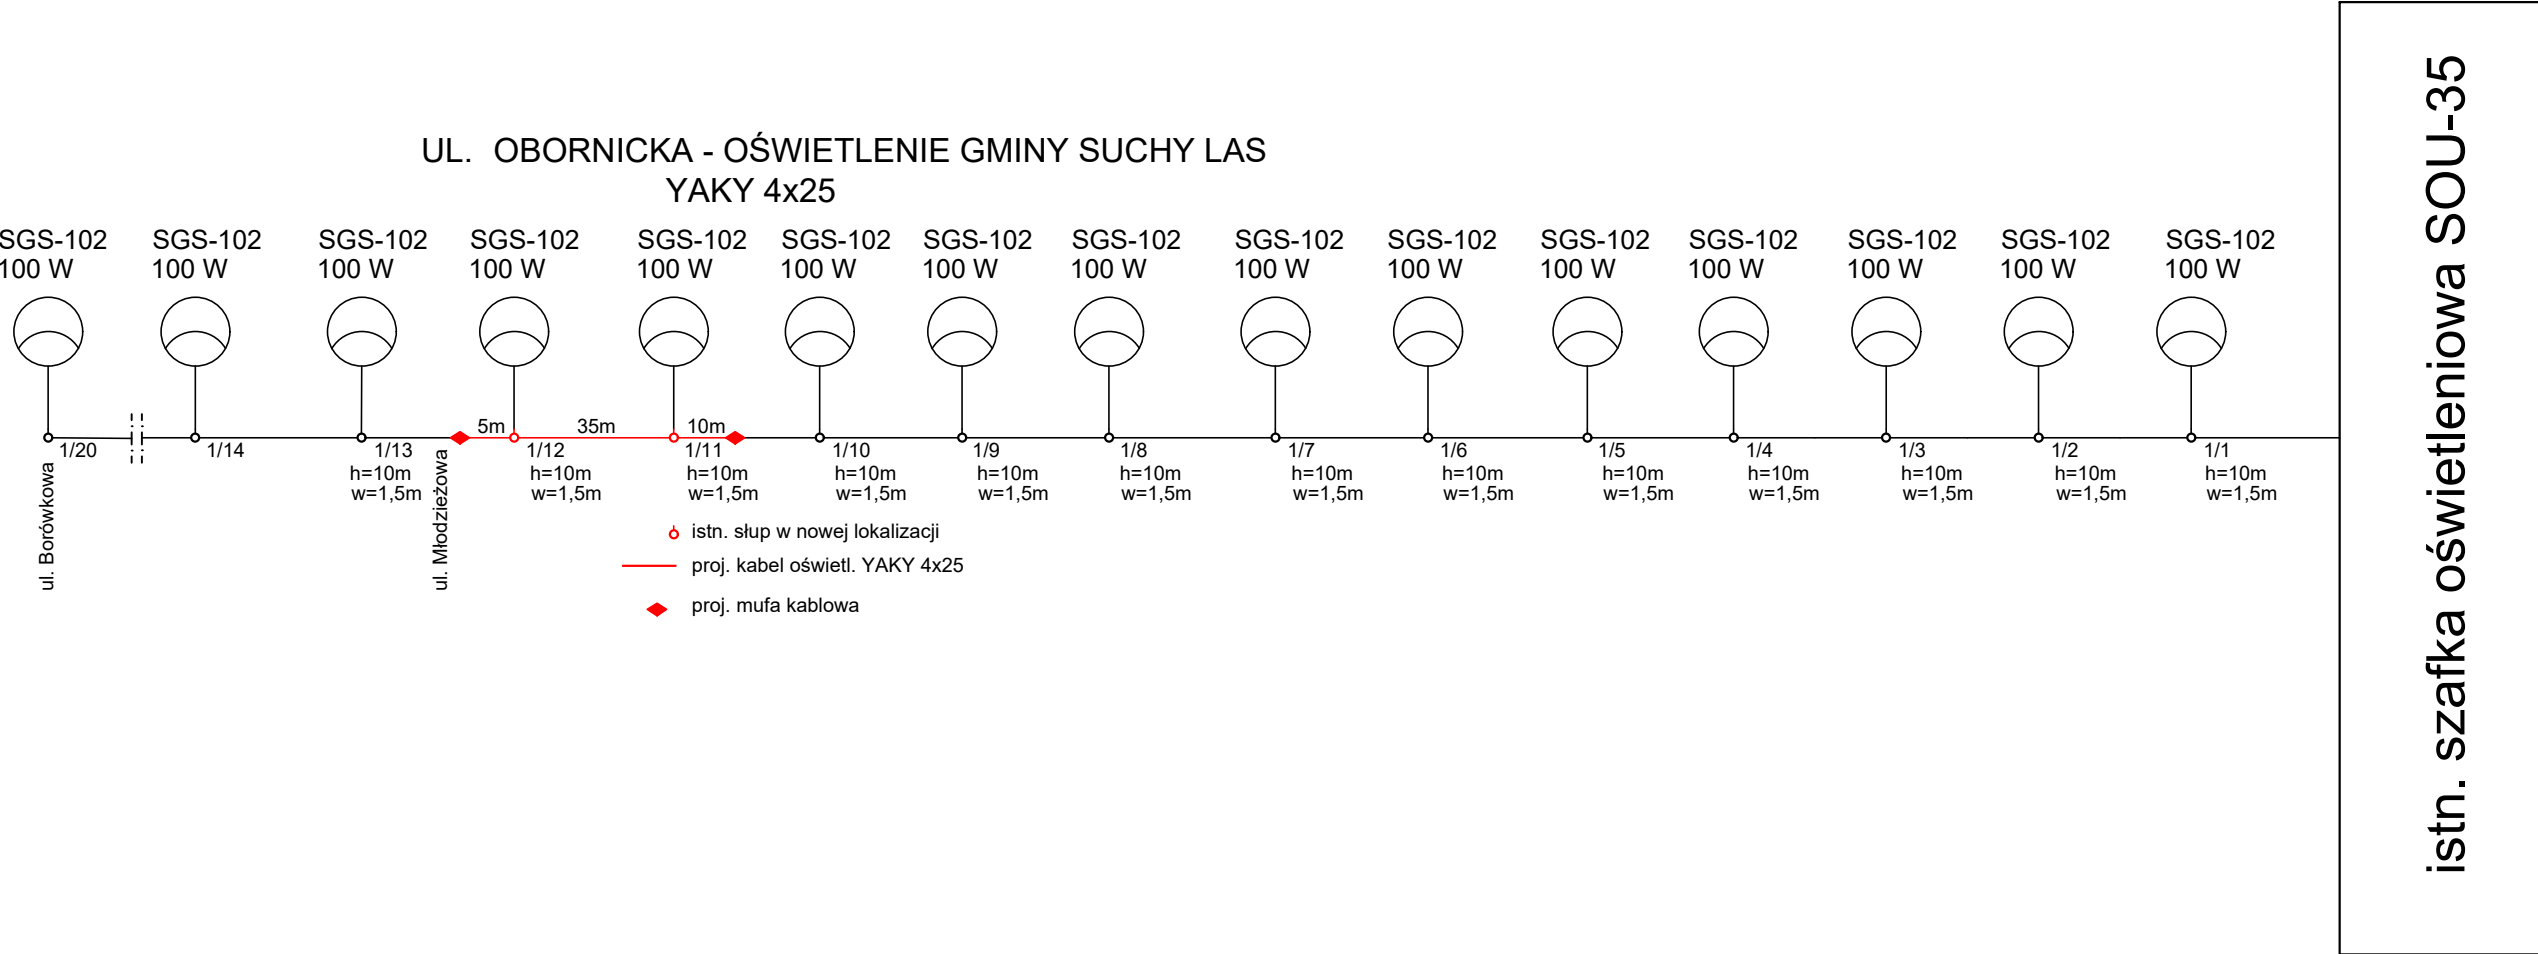 UL. OBORNICKA - OŚWIETLENIE GMINY SUCHY LAS
YAKY 4x25
SGS-102 SGS-102 SGS-102 SGS-102 SGS-102 SGS-102 SGS-102 SGS-102 SGS-102 SGS-102 SGS-102 SGS-102 SGS-102 SGS-102 SGS-102
100 W 100 W 100 W 100 W 100 W 100 W 100 W 100 W 100 W 100 W 100 W 100 W 100 W 100 W 100 W
5m 35m 10m
1/20 1/14 1/13 1/12 1/11 1/10 1/9 1/8 1/7 1/6 1/5 1/4 1/3 1/2 1/1
h=10m h=10m h=10m h=10m h=10m h=10m h=10m h=10m h=10m h=10m h=10m h=10m h=10m
w=1,5m w=1,5m w=1,5m w=1,5m w=1,5m w=1,5m w=1,5m w=1,5m w=1,5m w=1,5m w=1,5m w=1,5m w=1,5m
ul. Borówkowa
ul. Młodzieżowa
istn. słup w nowej lokalizacji
proj. kabel oświetl. YAKY 4x25
proj. mufa kablowa
istn. szafka oświetleniowa SOU-35